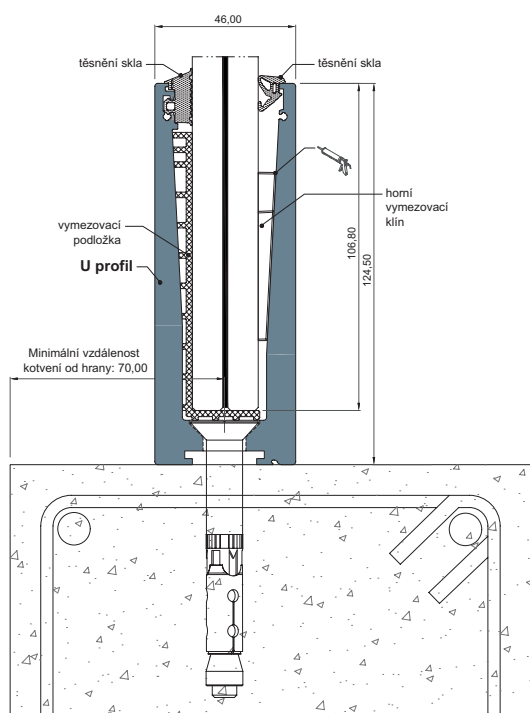 46,00
těsnění skla
těsnění skla
horní
vymezovací
klín
vymezovací
podložka
U profil
106,80
124,50
Minimální vzdálenost
kotvení od hrany: 70,00